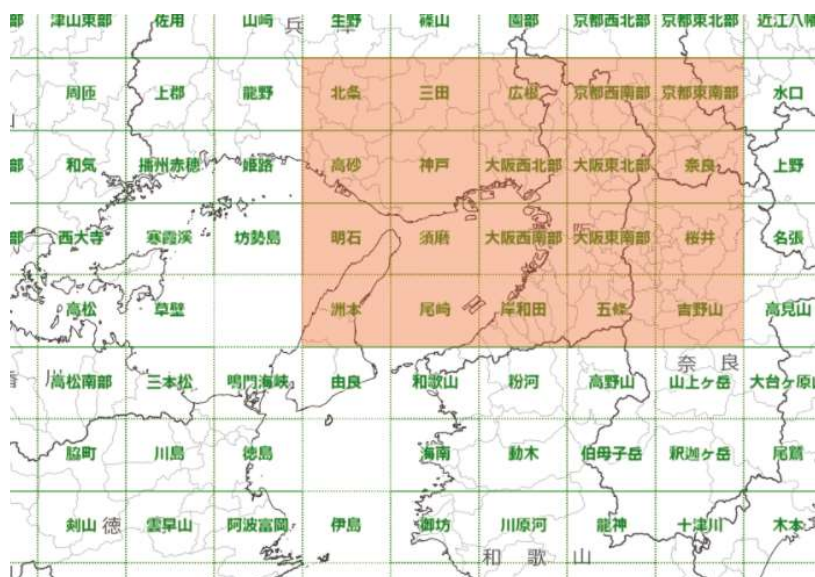 部 津山東部 佐用 山崎 生野 篠山 園部 京都西北部 京都東北部 近江八幡
兵
周匝 上郡 龍野 北条 三田 広根 京都西南部 京都東南部 水口
部 和気 播州赤穂 姫路 高砂 神戸 大阪西北部 大阪東北部 奈良 上野
部 西大寺 寒霞渓 坊勢島 明石 須磨 大阪西南部 阪 大阪東南部 桜井 名張
高松 草壁 洲本 尾崎 岸和田 五條 吉野山 高見山
奈 良
香 川 高松南部 三本松 鳴門海峡 由良 和歌山 粉河 高野山 山上ヶ岳 大台ヶ原山
脇町 川島 徳島 海南 動木 伯母子岳 釈迦ヶ岳 尾鷲
剣山 徳 雲早山 阿波富岡 伊島 御坊 川原河 龍神 十津川 木本
和 歌 山